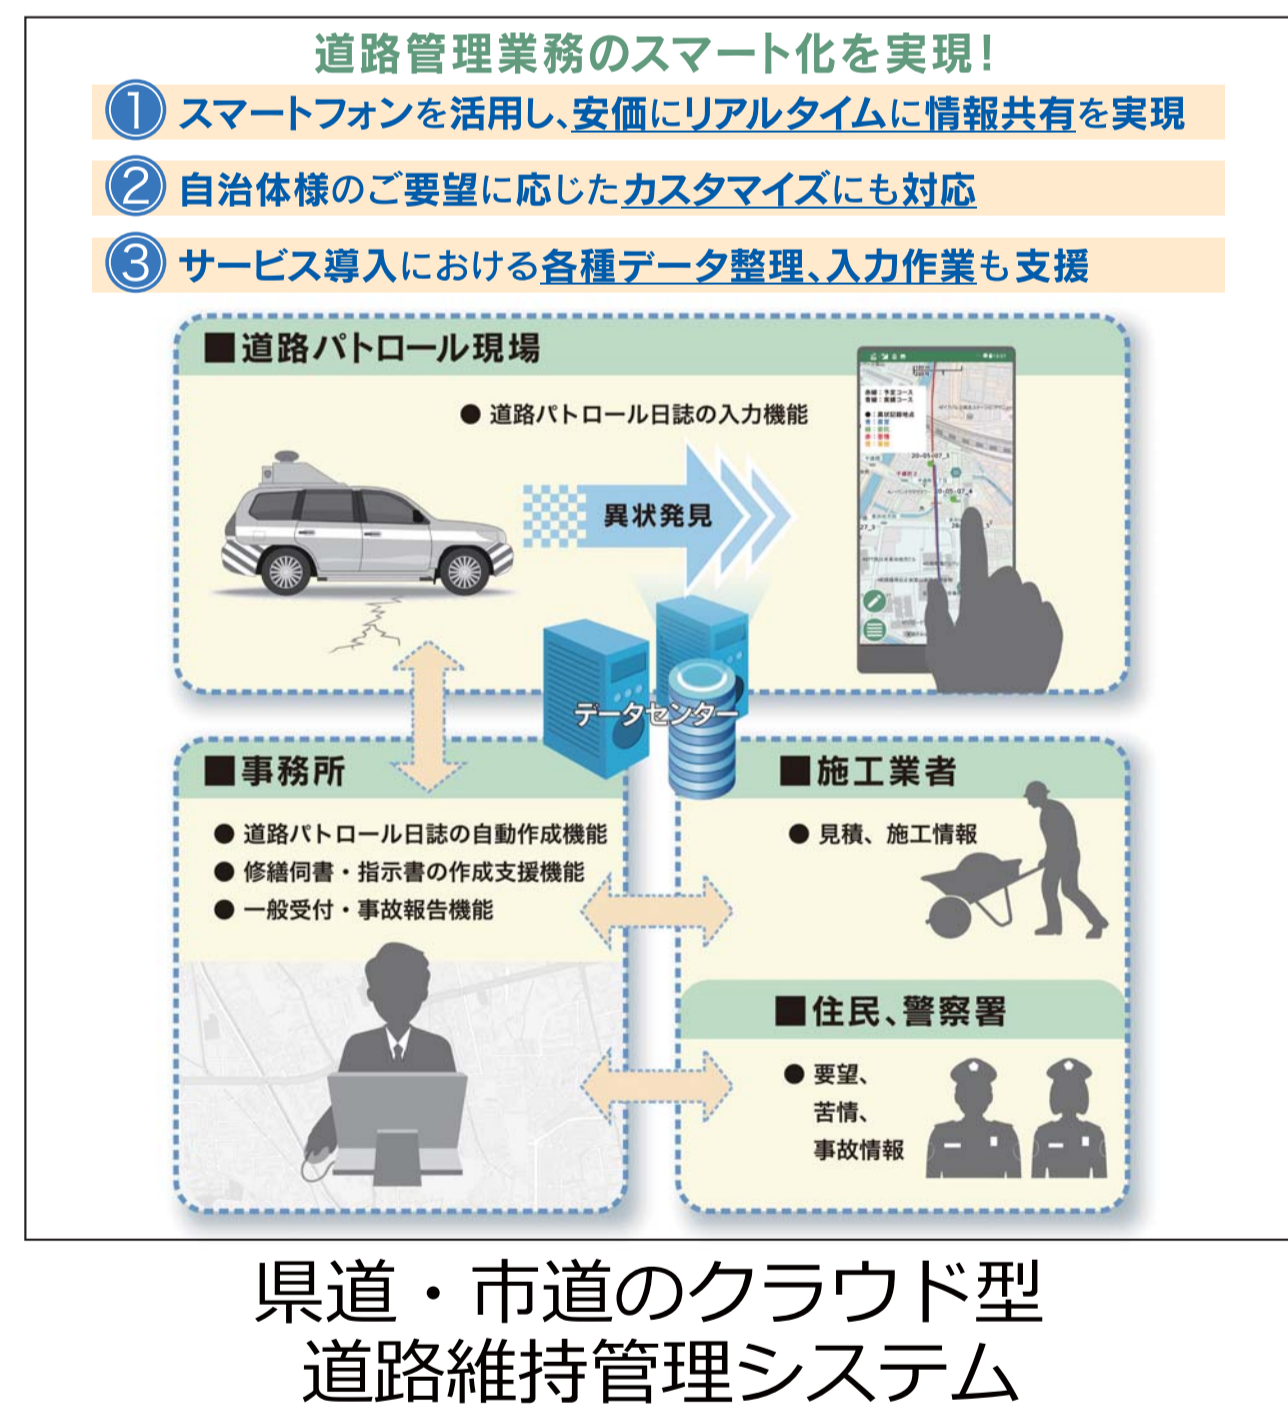 道路管理業務のスマート化を実現!
① スマートフォンを活用し、安価にリアルタイムに情報共有を実現
② 自治体様のご要望に応じたカスタマイズにも対応
③ サービス導入における各種データ整理、入力作業も支援
■道路パトロール現場
● 道路パトロール日誌の入力機能
異状発見
データセンター
■事務所
● 道路パトロール日誌の自動作成機能
● 修繕伺書・指示書の作成支援機能
● 一般受付・事故報告機能
■施工業者
● 見積、施工情報
■住民、警察署
● 要望、
苦情、
事故情報
県道・市道のクラウド型
道路維持管理システム